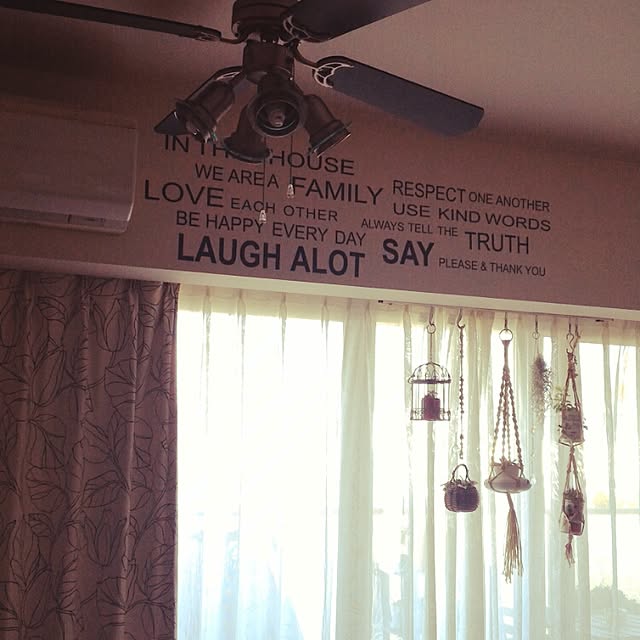 IN TH HOUSE
WE ARE A FAMILY
LOVE EACH OTHER
BE HAPPY EVERY DAY
LAUGH ALOT
RESPECT ONE ANOTHER
USE KIND WORDS
ALWAYS TELL THE TRUTH
SAY PLEASE & THANK YOU